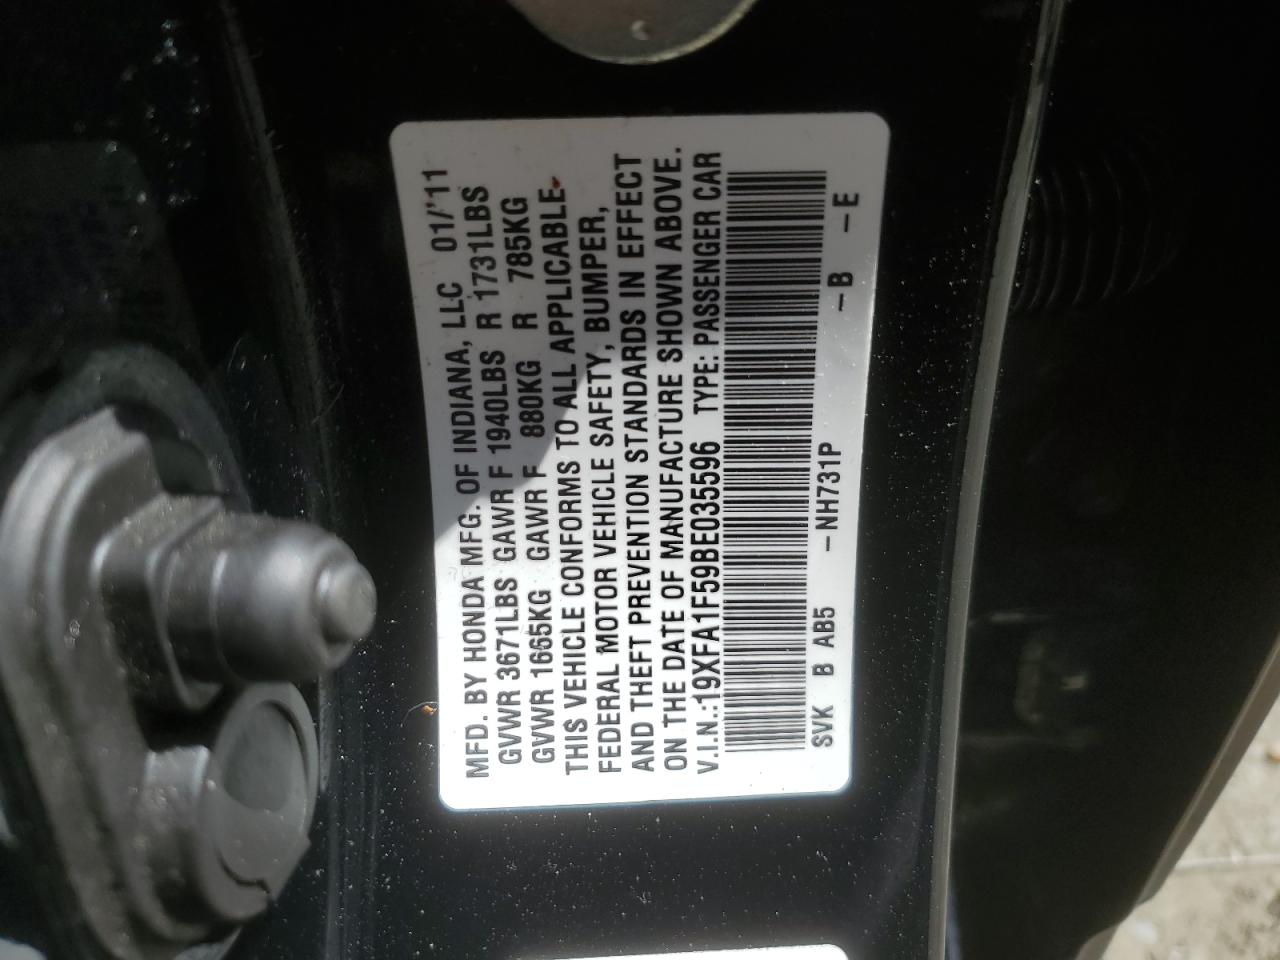 MFD. BY HONDA MFG. OF INDIANA, LLC 01/'11
GVWR 3671LBS GAWR F 1940LBS R 1731LBS
GVWR 1665KG GAWR F 880KG R 785KG
THIS VEHICLE CONFORMS TO ALL APPLICABLE
FEDERAL MOTOR VEHICLE SAFETY, BUMPER,
AND THEFT PREVENTION STANDARDS IN EFFECT
ON THE DATE OF MANUFACTURE SHOWN ABOVE.
V.I.N.:19XFA1F59BE035596 TYPE: PASSENGER CAR
SVK B AB5 –NH731P –B –E